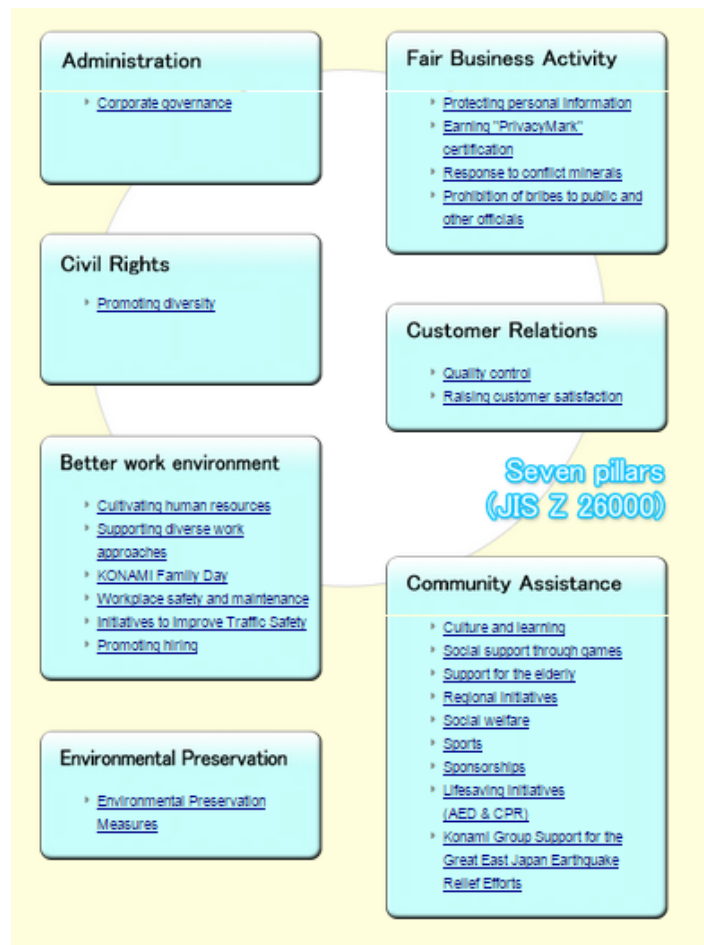 Administration
Corporate governance
Civil Rights
Promoting diversity
Better work environment
Cultivating human resources
Supporting diverse work
approaches
KONAMI Family Day
Workplace safety and maintenance
Initiatives to Improve Traffic Safety
Promoting hiring
Environmental Preservation
Environmental Preservation
Measures
Fair Business Activity
Protecting personal information
Earning "PrivacyMark"
certification
Response to conflict minerals
Prohibition of bribes to public and
other officials
Customer Relations
Quality control
Raising customer satisfaction
Seven pillars
(JIS Z 26000)
Community Assistance
Culture and learning
Social support through games
Support for the elderly
Regional Initiatives
Social welfare
Sports
Sponsorships
Lifesaving Initiatives
(AED & CPR)
Konami Group Support for the
Great East Japan Earthquake
Relief Efforts